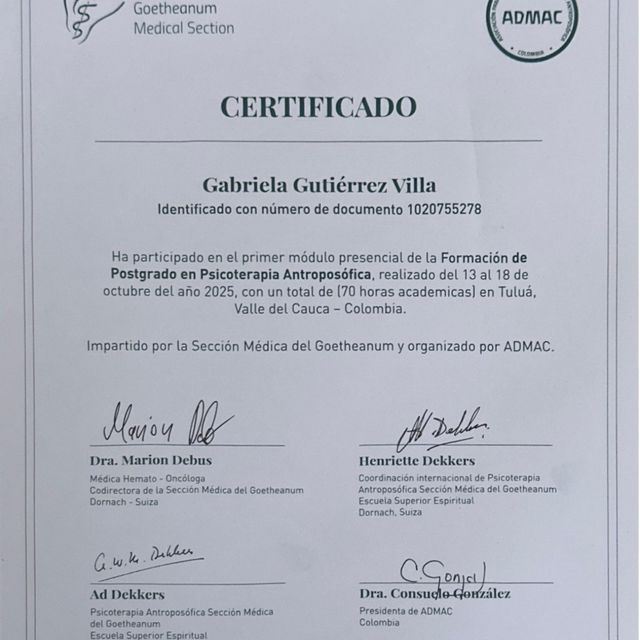 Goetheanum
Medical Section
ADMAC
COLOMBIA
CERTIFICADO
Gabriela Gutiérrez Villa
Identificado con número de documento 1020755278
Ha participado en el primer módulo presencial de la Formación de
Postgrado en Psicoterapia Antroposófica, realizado del 13 al 18 de
octubre del año 2025, con un total de (70 horas academicas) en Tuluá,
Valle del Cauca – Colombia.
Impartido por la Sección Médica del Goetheanum y organizado por ADMAC.
Dra. Marion Debus
Médica Hemato - Oncóloga
Codirectora de la Sección Médica del Goetheanum
Dornach - Suiza
Henriette Dekkers
Coordinación internacional de Psicoterapia
Antroposófica Sección Médica del Goetheanum
Escuela Superior Espiritual
Dornach, Suiza
G.W.H. Dekkers
Ad Dekkers
Psicoterapia Antroposófica Sección Médica
del Goetheanum
Escuela Superior Espiritual
Dra. Consuelo González
Presidenta de ADMAC
Colombia